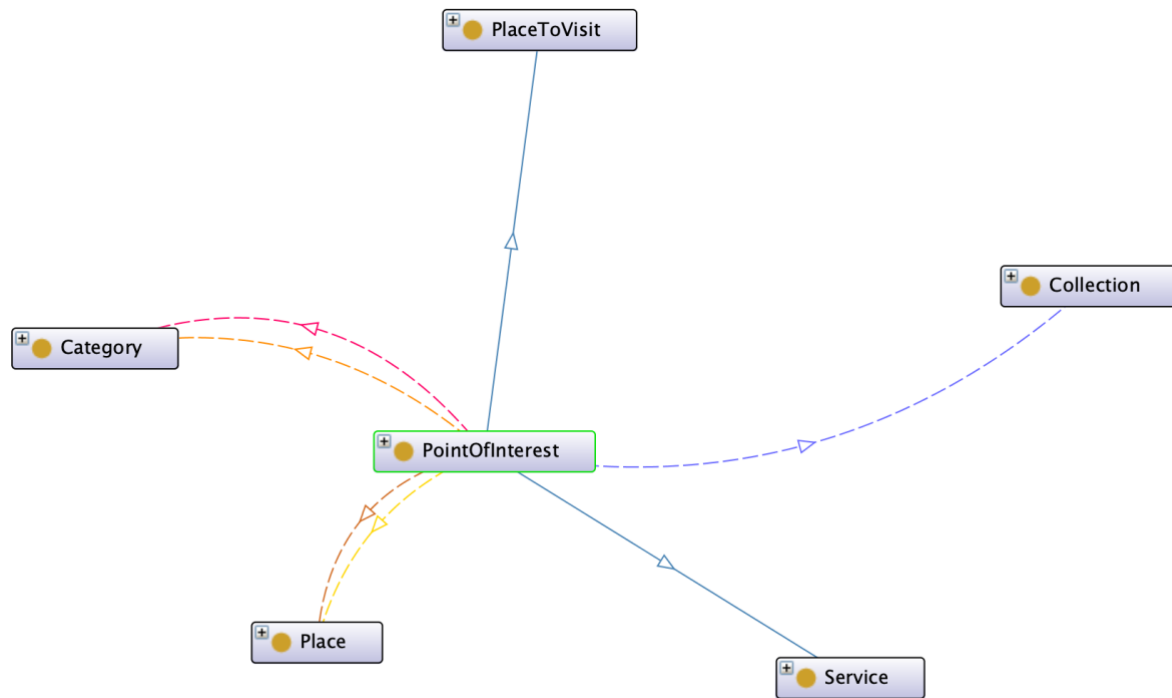 PlaceToVisit
Collection
Category
PointOfInterest
Place
Service